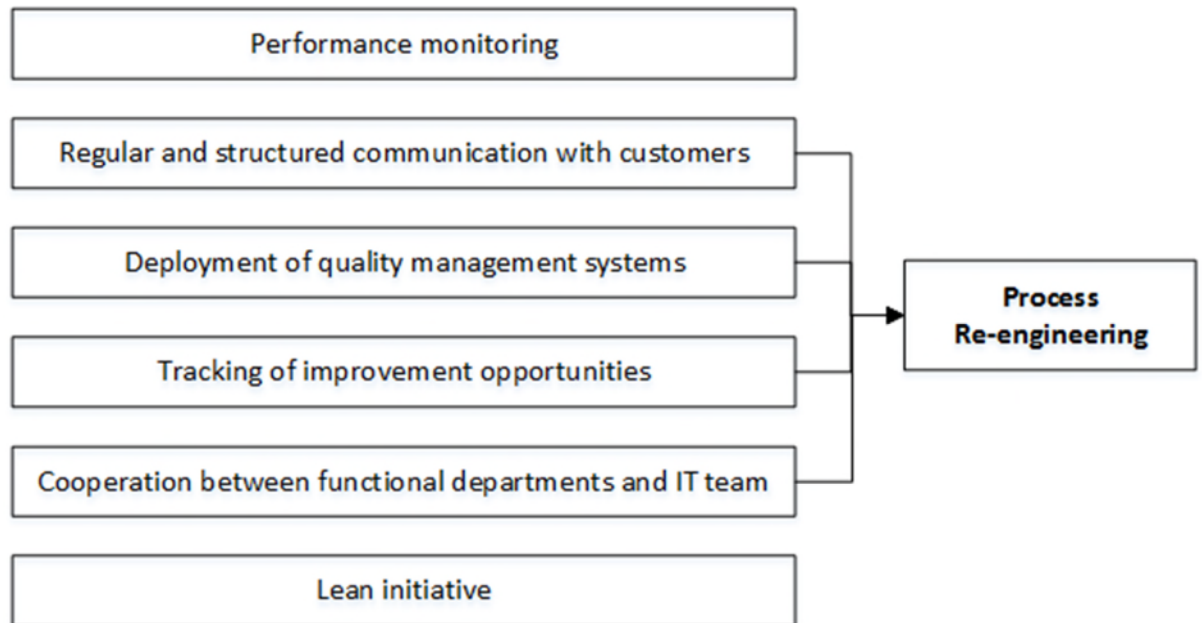 Performance monitoring
Regular and structured communication with customers
Deployment of quality management systems
Tracking of improvement opportunities
Cooperation between functional departments and IT team
Lean initiative
Process
Re-engineering